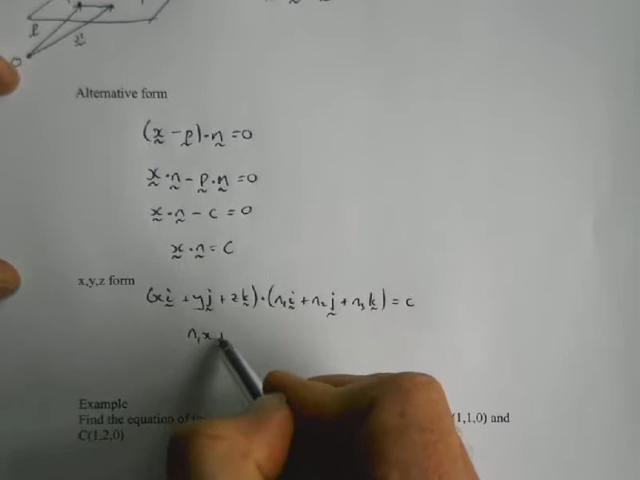 p
x
O
Alternative form
(x - p)·n = 0
x·n - p·n = 0
x·n - c = 0
x·n = c
x,y,z form
(xi + yj + zk)·(n₁i + n₂j + n₃k) = c
n₁x +
Example
Find the equation of (1,1,0) and
C(1,2,0)